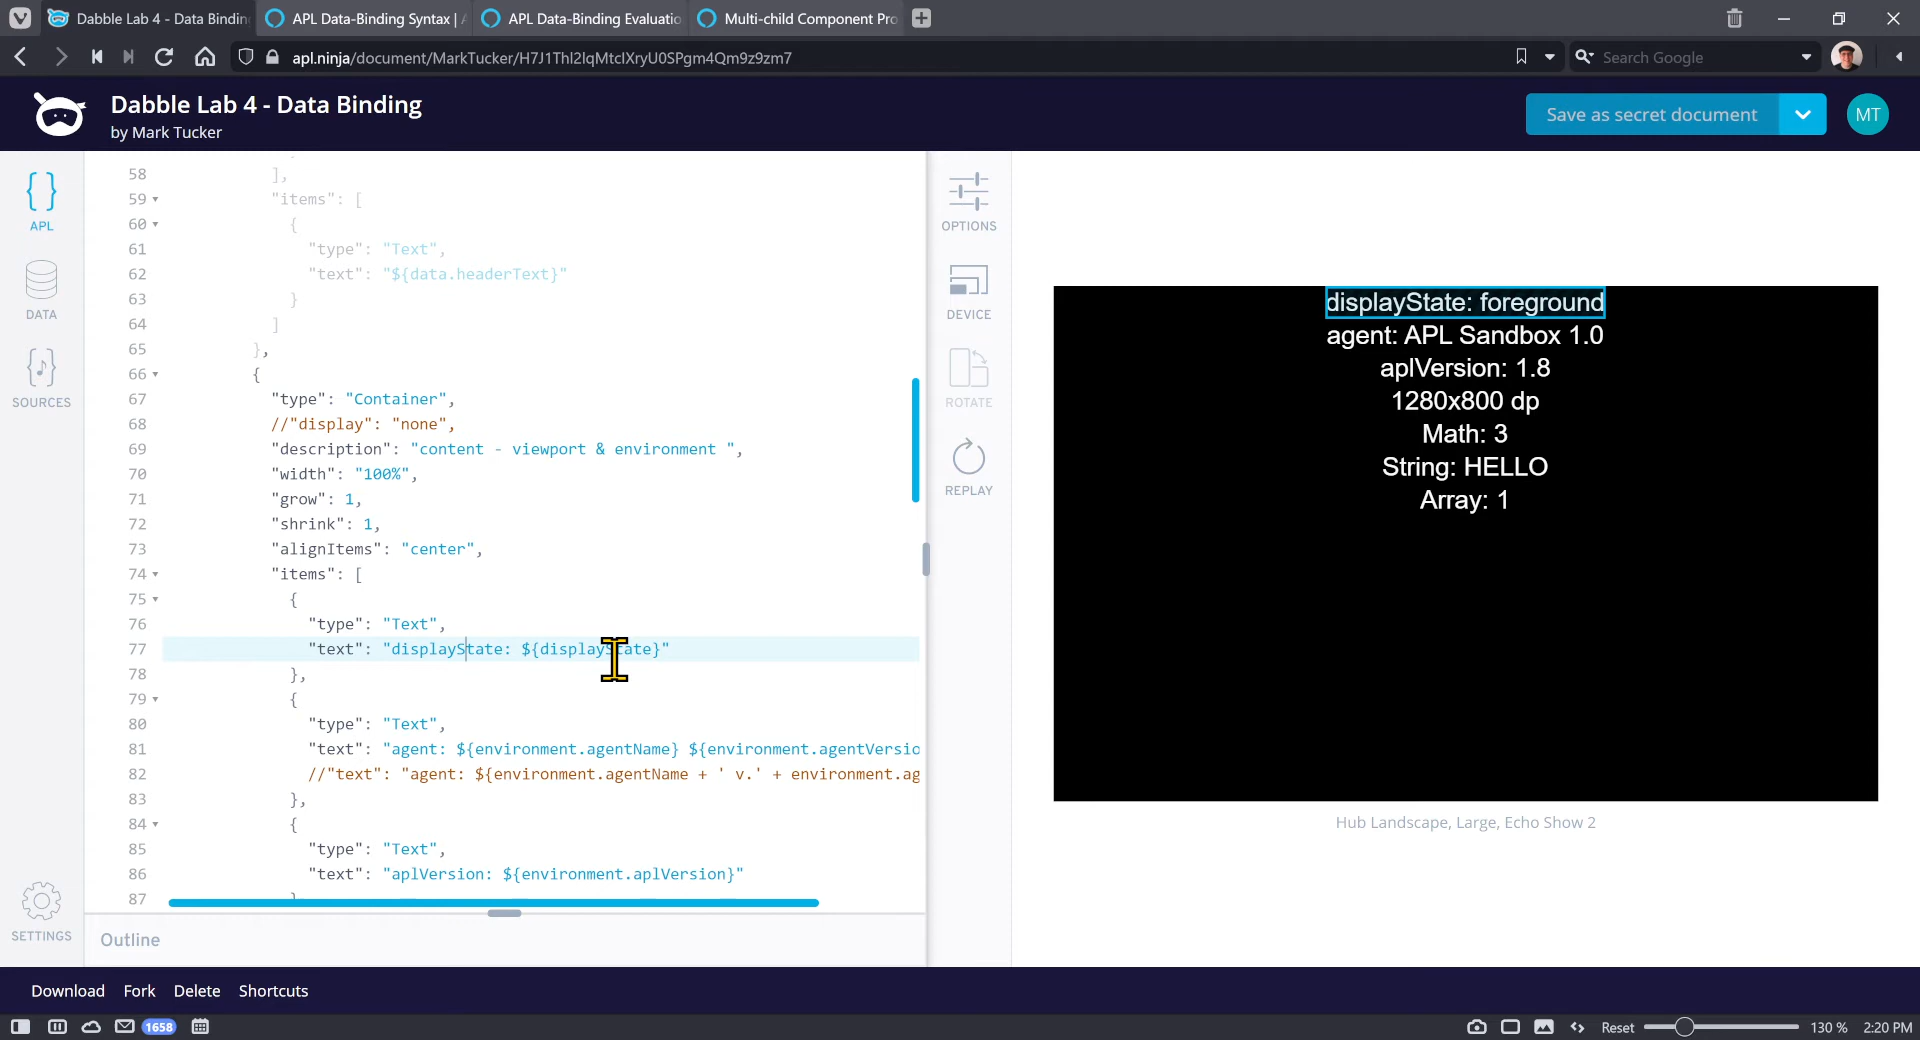 Dabble Lab 4 - Data Bindin
APL Data-Binding Syntax |
APL Data-Binding Evaluatio
Multi-child Component Pro
apl.ninja/document/MarkTucker/H7J1Thl2lqMtclXryU0SPgm4Qm9z9zm7
Search Google
Dabble Lab 4 - Data Binding
by Mark Tucker
Save as secret document
MT
APL
DATA
SOURCES
SETTINGS
58 ],
59 "items": [
60 {
61 "type": "Text",
62 "text": "${data.headerText}"
63 }
64 ]
65 },
66 {
67 "type": "Container",
68 //"display": "none",
69 "description": "content - viewport & environment ",
70 "width": "100%",
71 "grow": 1,
72 "shrink": 1,
73 "alignItems": "center",
74 "items": [
75 {
76 "type": "Text",
77 "text": "displayState: ${displayState}"
78 },
79 {
80 "type": "Text",
81 "text": "agent: ${environment.agentName} ${environment.agentVersio
82 //"text": "agent: ${environment.agentName + ' v.' + environment.ag
83 },
84 {
85 "type": "Text",
86 "text": "aplVersion: ${environment.aplVersion}"
87 }
Outline
OPTIONS
DEVICE
ROTATE
REPLAY
displayState: foreground
agent: APL Sandbox 1.0
aplVersion: 1.8
1280x800 dp
Math: 3
String: HELLO
Array: 1
Hub Landscape, Large, Echo Show 2
Download Fork Delete Shortcuts
1658
Reset 130 % 2:20 PM